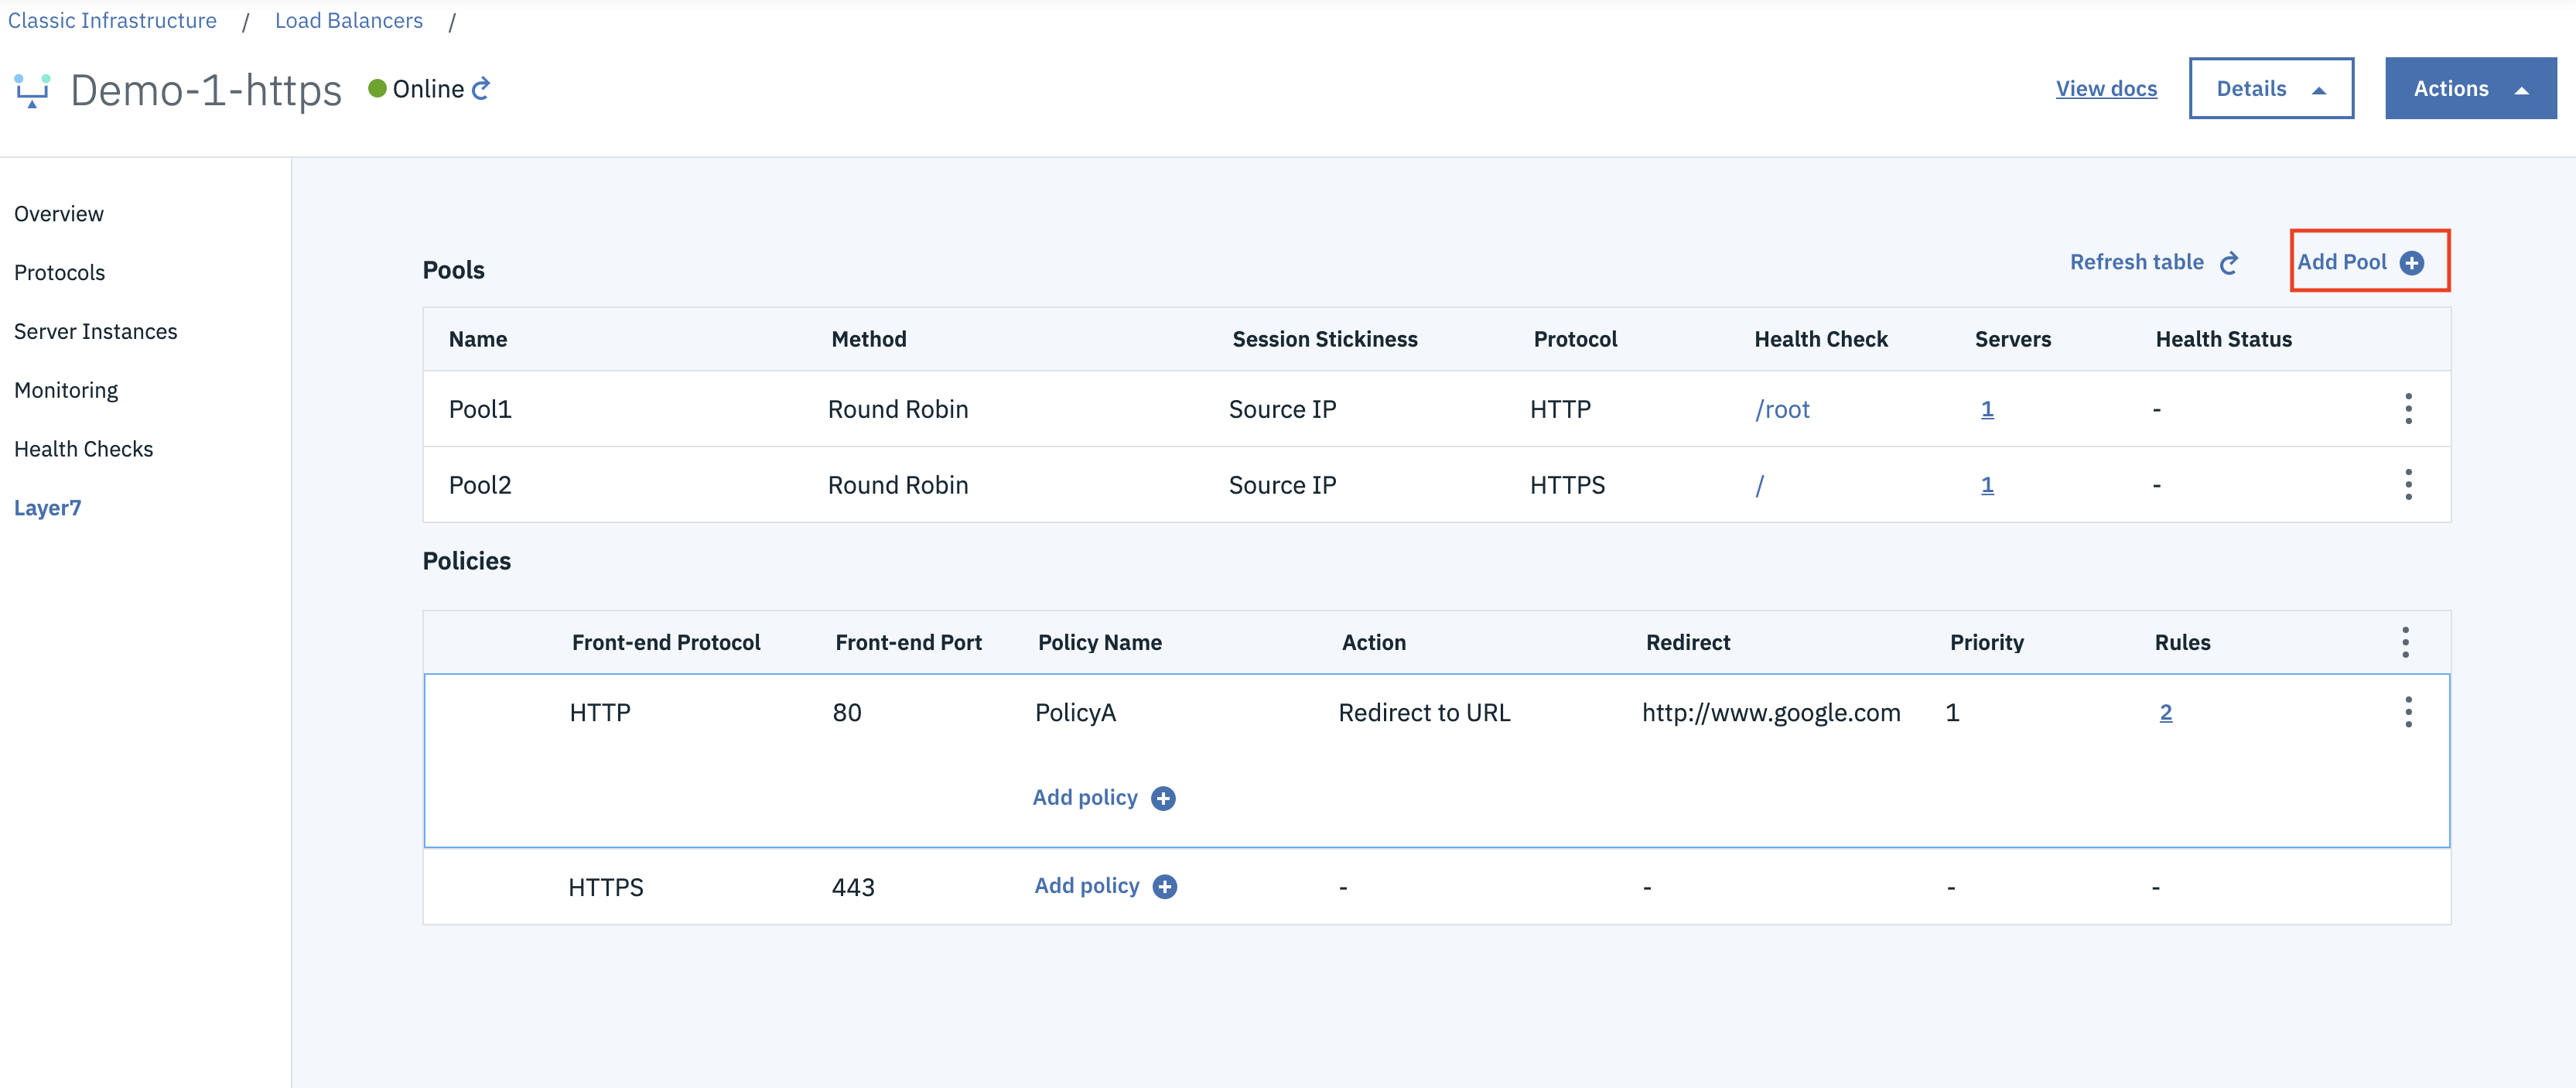 Classic Infrastructure / Load Balancers /
Demo-1-https Online View docs Details Actions
Overview
Protocols
Server Instances
Monitoring
Health Checks
Layer7
Pools Refresh table Add Pool
Name Method Session Stickiness Protocol Health Check Servers Health Status
Pool1 Round Robin Source IP HTTP /root 1 -
Pool2 Round Robin Source IP HTTPS / 1 -
Policies
Front-end Protocol Front-end Port Policy Name Action Redirect Priority Rules
HTTP 80 PolicyA Redirect to URL http://www.google.com 1 2
Add policy
HTTPS 443 Add policy - - - -